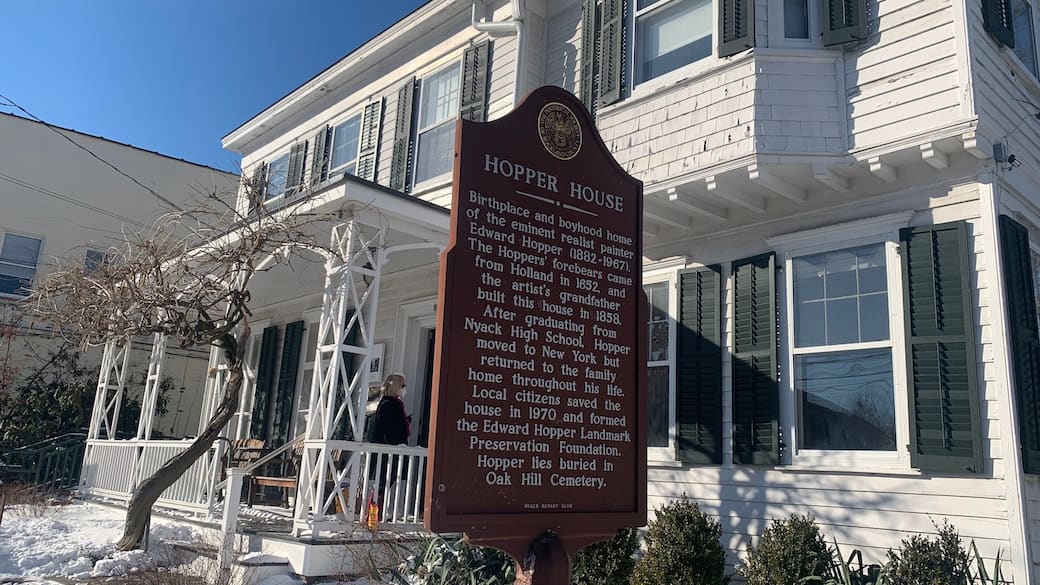 HOPPER HOUSE
Birthplace and boyhood home
of the eminent realist painter
Edward Hopper (1882-1967).
The Hoppers' forebears came
from Holland in 1652, and
the artist's grandfather
built this house in 1858.
After graduating from
Nyack High School, Hopper
moved to New York but
returned to the family
home throughout his life.
Local citizens saved the
house in 1970 and formed
the Edward Hopper Landmark
Preservation Foundation.
Hopper lies buried in
Oak Hill Cemetery.
NYACK ROTARY CLUB